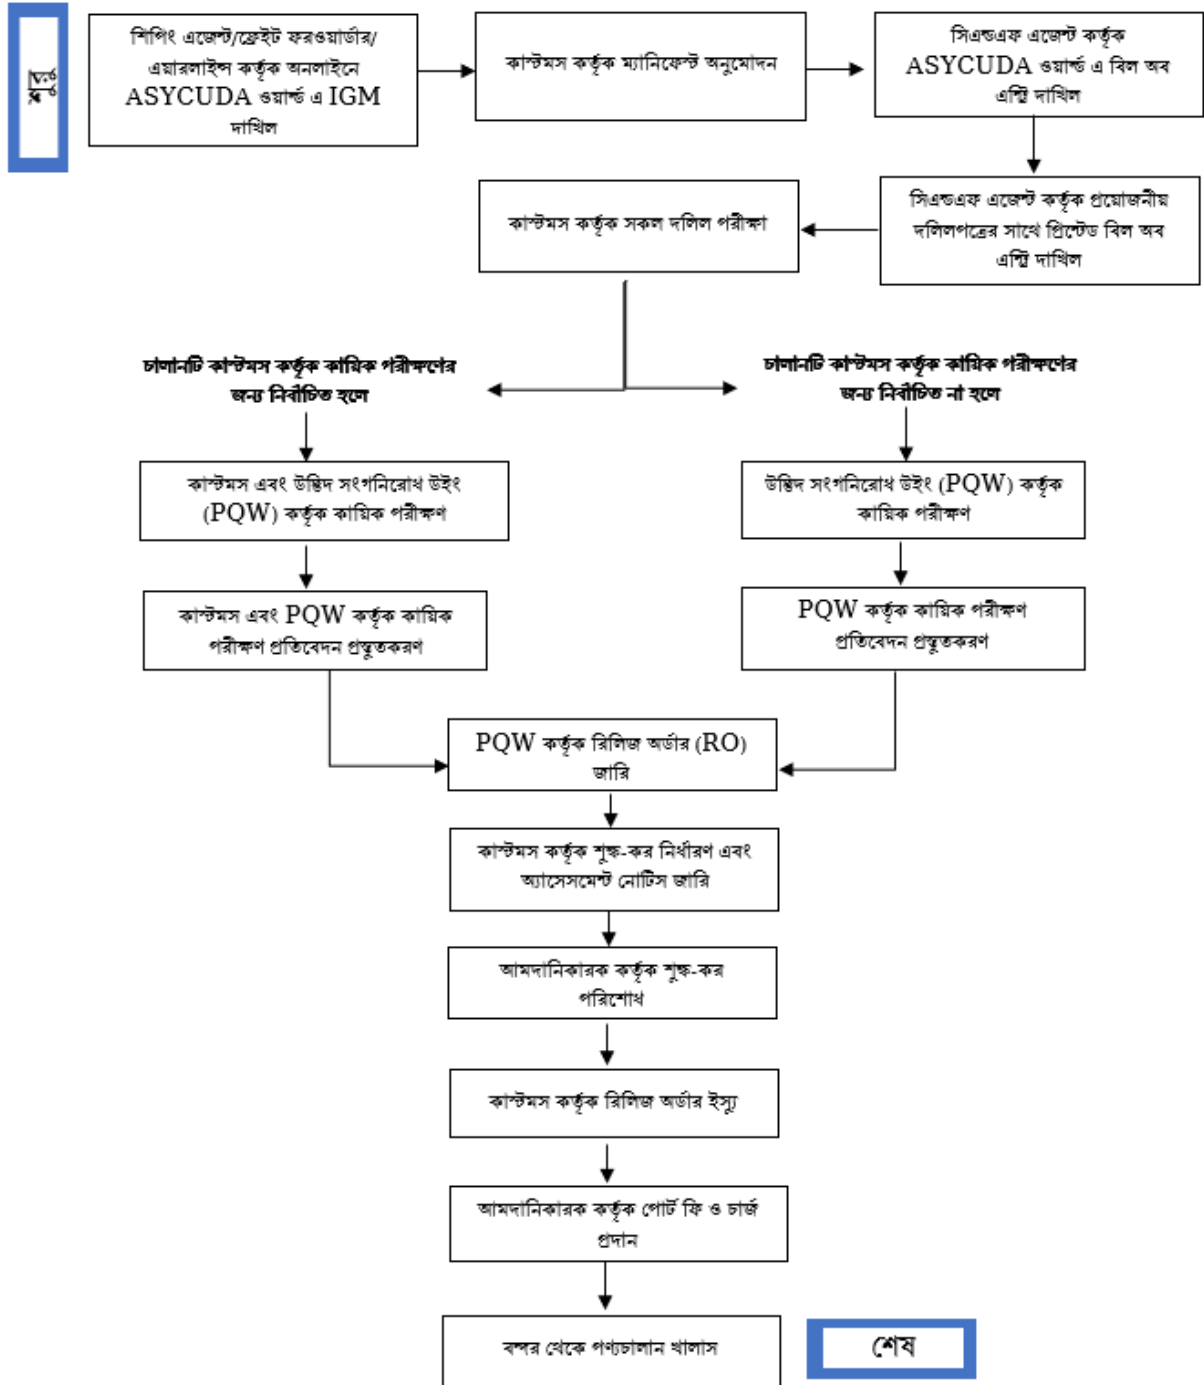 শুরু
শিপিং এজেন্ট/ফ্রেইট ফরওয়ার্ডার/
এয়ারলাইন্স কর্তৃক অনলাইনে
ASYCUDA ওয়ার্ল্ড এ IGM
দাখিল
কাস্টমস কর্তৃক ম্যানিফেস্ট অনুমোদন
সিএন্ডএফ এজেন্ট কর্তৃক
ASYCUDA ওয়ার্ল্ড এ বিল অব
এন্ট্রি দাখিল
সিএন্ডএফ এজেন্ট কর্তৃক প্রয়োজনীয়
দলিলপত্রের সাথে প্রিন্টেড বিল অব
এন্ট্রি দাখিল
কাস্টমস কর্তৃক সকল দলিল পরীক্ষা
চালানটি কাস্টমস কর্তৃক কায়িক পরীক্ষণের
জন্য নির্বাচিত হলে
চালানটি কাস্টমস কর্তৃক কায়িক পরীক্ষণের
জন্য নির্বাচিত না হলে
কাস্টমস এবং উদ্ভিদ সংগনিরোধ উইং
(PQW) কর্তৃক কায়িক পরীক্ষণ
উদ্ভিদ সংগনিরোধ উইং (PQW) কর্তৃক
কায়িক পরীক্ষণ
কাস্টমস এবং PQW কর্তৃক কায়িক
পরীক্ষণ প্রতিবেদন প্রস্তুতকরণ
PQW কর্তৃক কায়িক পরীক্ষণ
প্রতিবেদন প্রস্তুতকরণ
PQW কর্তৃক রিলিজ অর্ডার (RO)
জারি
কাস্টমস কর্তৃক শুল্ক-কর নির্ধারণ এবং
অ্যাসেসমেন্ট নোটিস জারি
আমদানিকারক কর্তৃক শুল্ক-কর
পরিশোধ
কাস্টমস কর্তৃক রিলিজ অর্ডার ইস্যু
আমদানিকারক কর্তৃক পোর্ট ফি ও চার্জ
প্রদান
বন্দর থেকে পণ্যচালান খালাস
শেষ